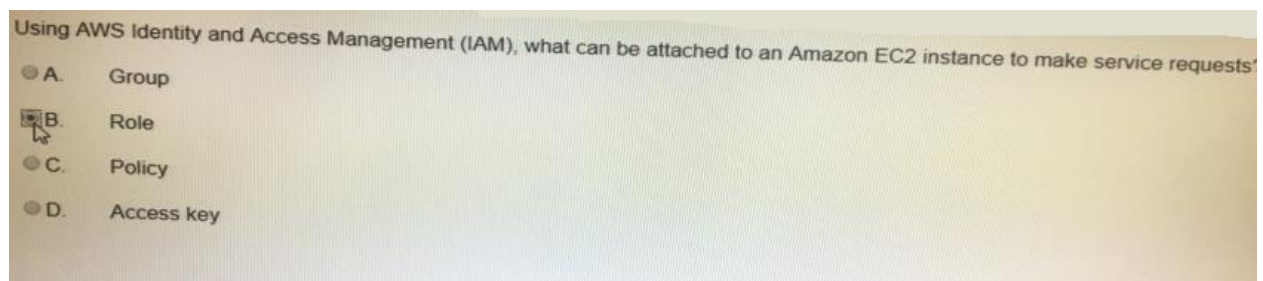 Using AWS Identity and Access Management (IAM), what can be attached to an Amazon EC2 instance to make service requests?
A. Group
B. Role
C. Policy
D. Access key